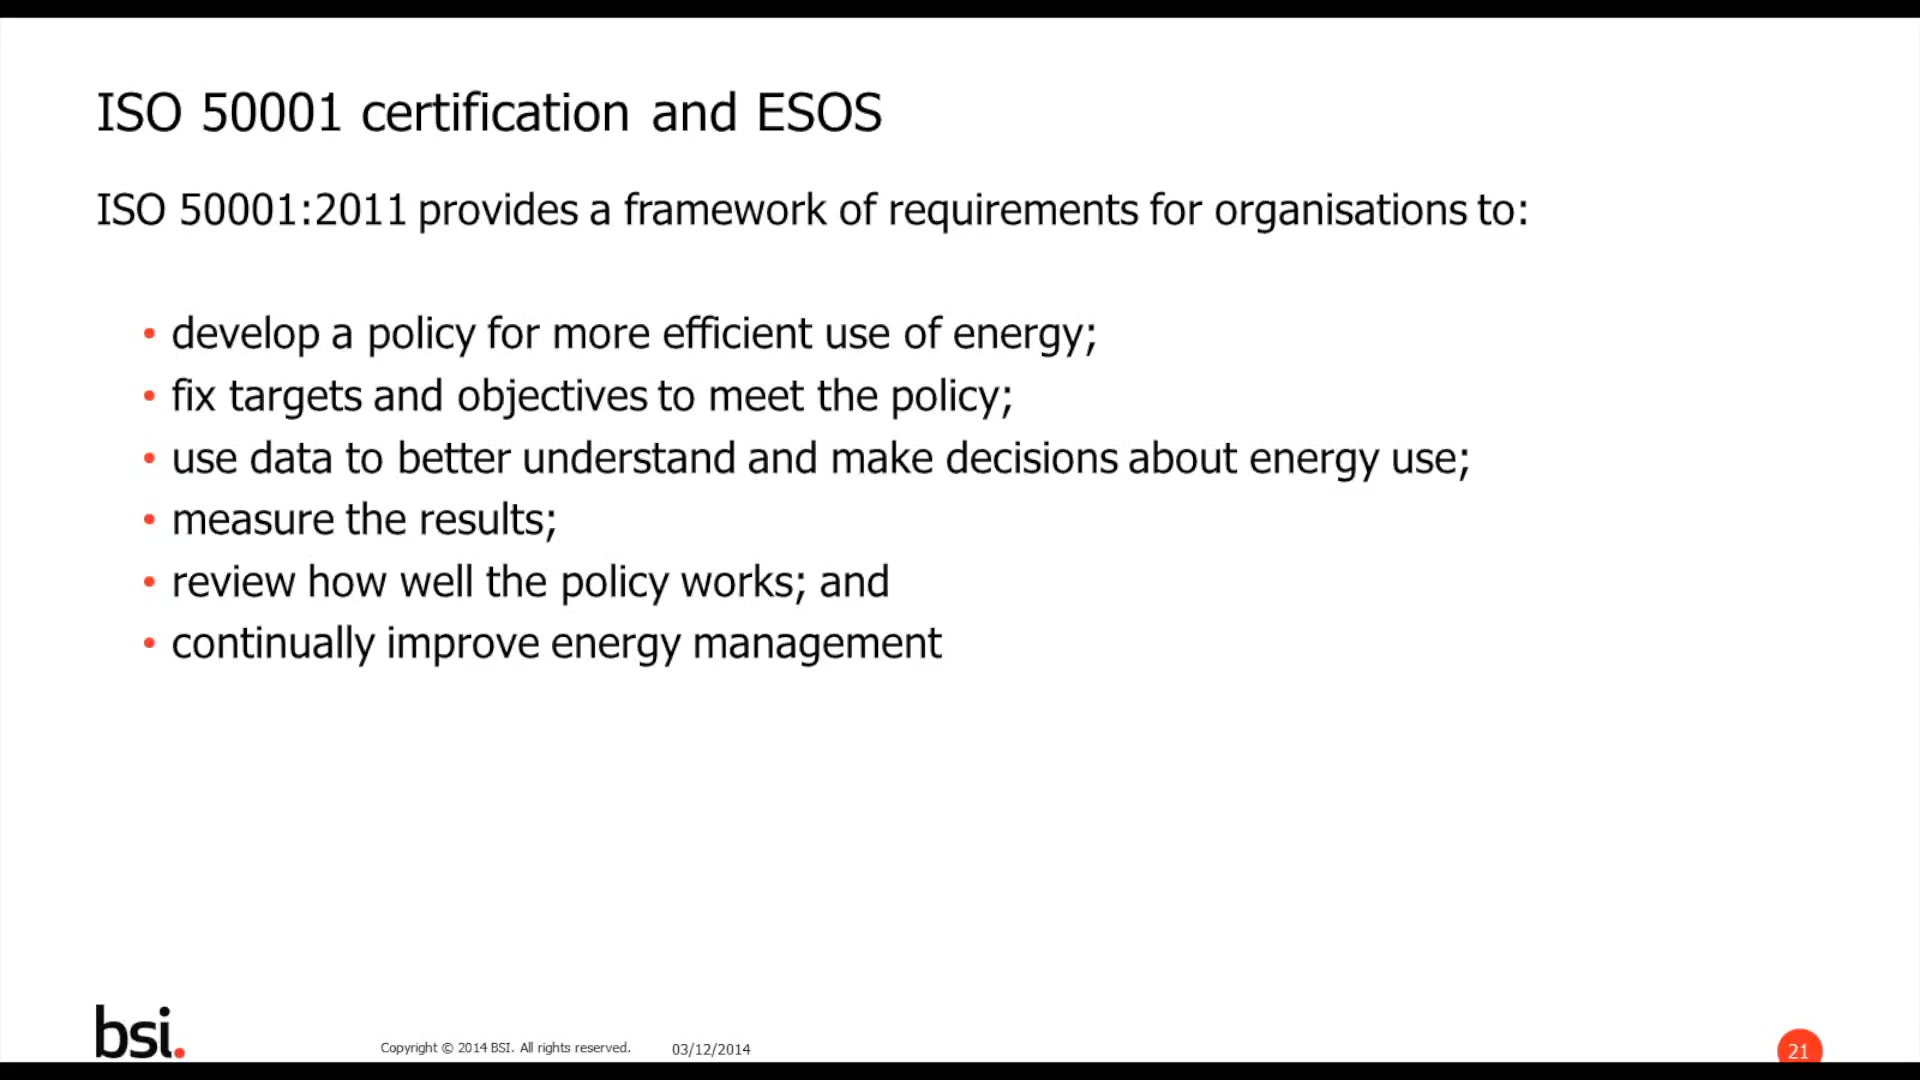 ISO 50001 certification and ESOS
ISO 50001:2011 provides a framework of requirements for organisations to:
• develop a policy for more efficient use of energy;
• fix targets and objectives to meet the policy;
• use data to better understand and make decisions about energy use;
• measure the results;
• review how well the policy works; and
• continually improve energy management
bsi.
Copyright © 2014 BSI. All rights reserved.
03/12/2014
21